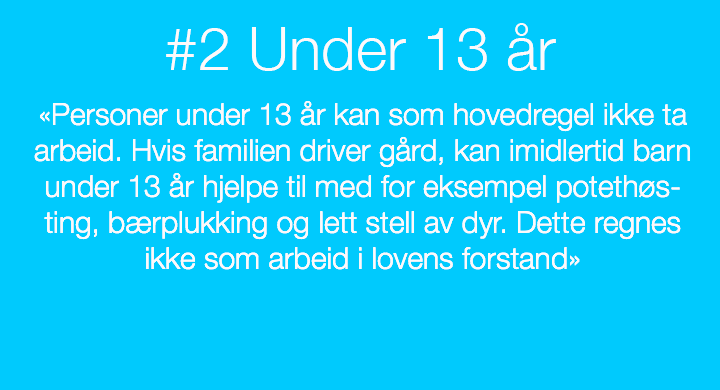 #2 Under 13 år
«Personer under 13 år kan som hovedregel ikke ta
arbeid. Hvis familien driver gård, kan imidlertid barn
under 13 år hjelpe til med for eksempel potethøs-
ting, bærplukking og lett stell av dyr. Dette regnes
ikke som arbeid i lovens forstand»